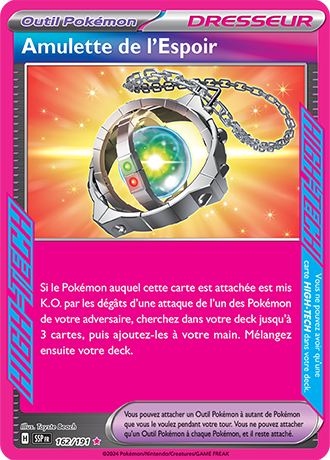 Outil Pokémon
DRESSEUR
Amulette de l'Espoir
HIGH-TECH
HIGH-TECH
Vous ne pouvez avoir qu'une
carte HIGH-TECH dans votre deck.
Si le Pokémon auquel cette carte est attachée est mis
K.O. par les dégâts d'une attaque de l'un des Pokémon
de votre adversaire, cherchez dans votre deck jusqu'à
3 cartes, puis ajoutez-les à votre main. Mélangez
ensuite votre deck.
Illus. Toyste Beach
H SSP FR 162/191
Vous pouvez attacher un Outil Pokémon à autant de Pokémon
que vous le voulez pendant votre tour. Vous ne pouvez attacher
qu'un Outil Pokémon à chaque Pokémon, et il reste attaché.
©2024 Pokémon/Nintendo/Creatures/GAME FREAK